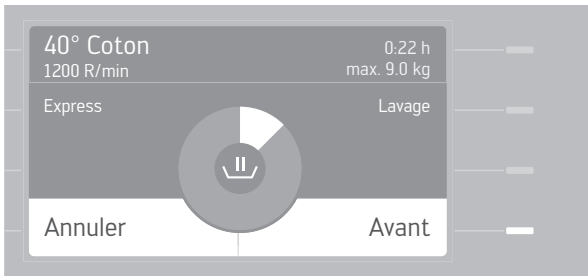 40° Coton
0:22 h
1200 R/min
max. 9.0 kg
Express
Lavage
Annuler
Avant